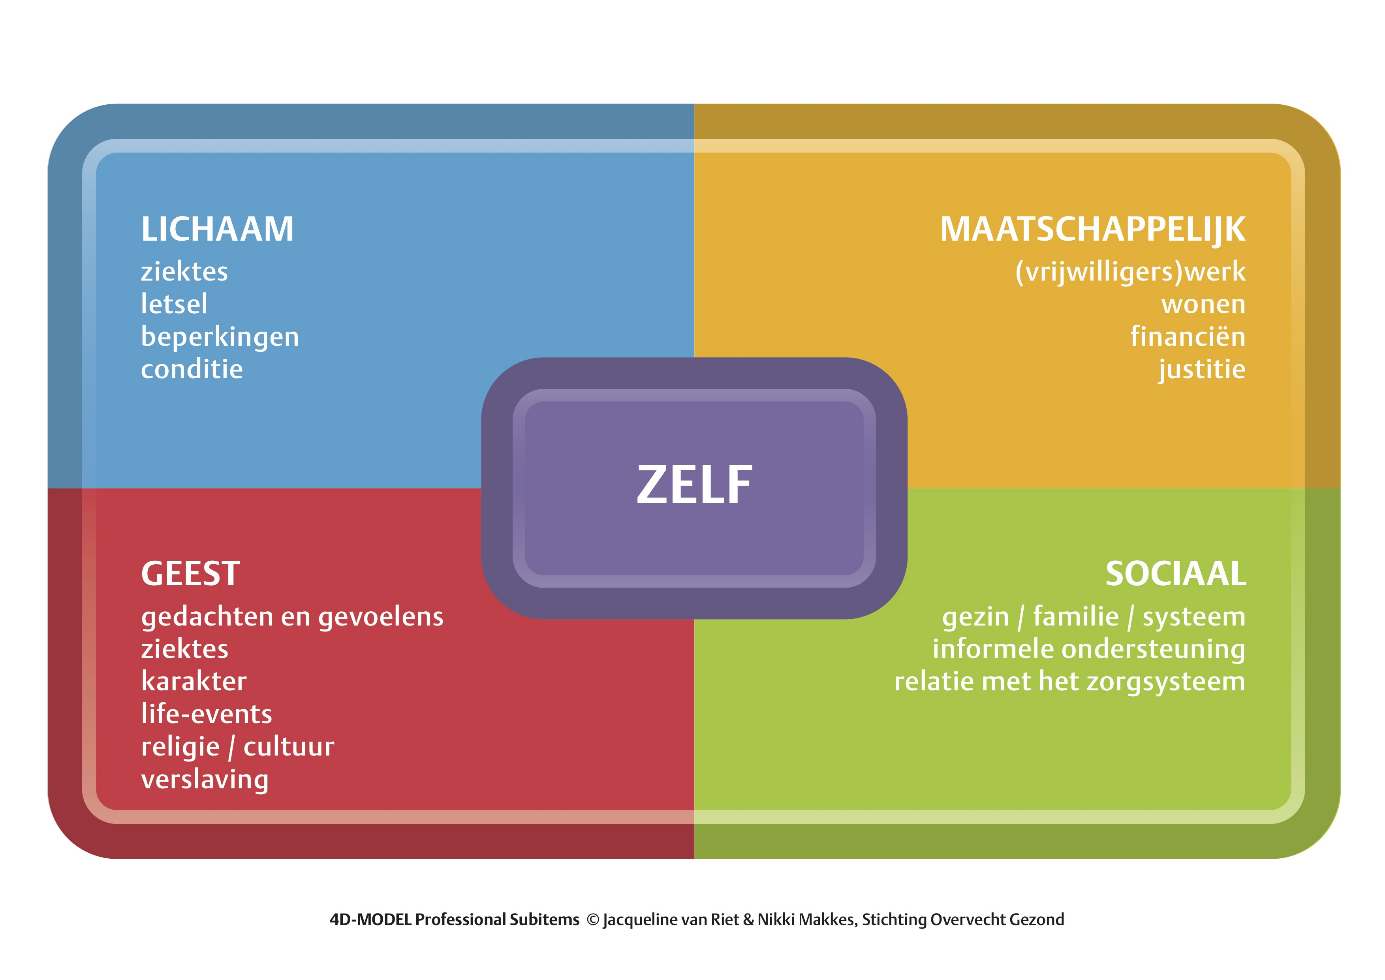 LICHAAM
ziektes
letsel
beperkingen
conditie
MAATSCHAPPELIJK
(vrijwilligers)werk
wonen
financiën
justitie
ZELF
GEEST
gedachten en gevoelens
ziektes
karakter
life-events
religie / cultuur
verslaving
SOCIAAL
gezin / familie / systeem
informele ondersteuning
relatie met het zorgsysteem
4D-MODEL Professional Subitems © Jacqueline van Riet & Nikki Makkes, Stichting Overvecht Gezond